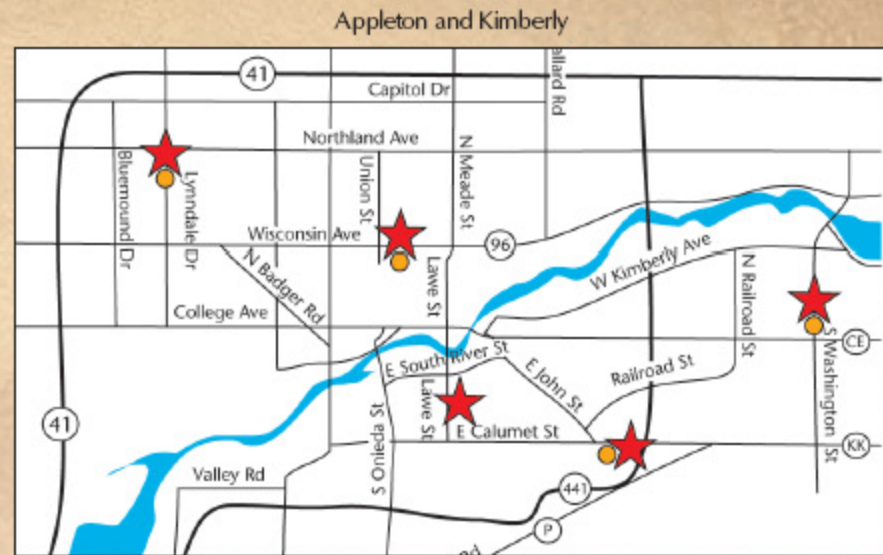 Appleton and Kimberly
41
Capitol Dr
allard Rd
Northland Ave
Bluemound Dr
Lynndale Dr
Union St
N Meade St
Wisconsin Ave
96
N Badger Rd
Lawe St
W Kimberly Ave
N Railroad St
College Ave
CE
E South River St
E John St
Railroad St
S Washington St
41
S Onieda St
Lawe St
E Calumet St
KK
Valley Rd
441
P
Rd